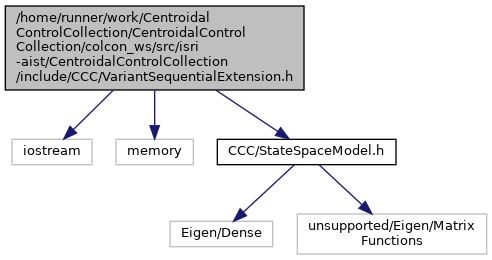 /home/runner/work/Centroidal
ControlCollection/CentroidalControl
Collection/colcon_ws/src/isri
-aist/CentroidalControlCollection
/include/CCC/VariantSequentialExtension.h
iostream
memory
CCC/StateSpaceModel.h
Eigen/Dense
unsupported/Eigen/Matrix
Functions